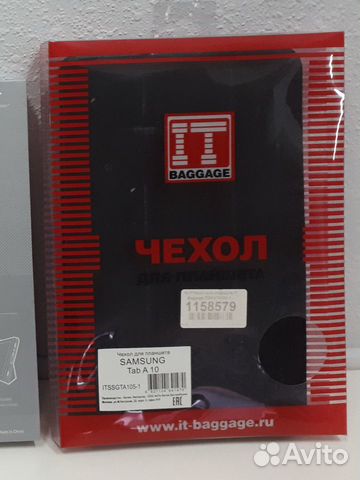 IT
BAGGAGE
ЧЕХОЛ
ДЛЯ ПЛАНШЕТА
1158579
Чехол для планшета
SAMSUNG
Tab A 10
ITSSGTA105-1
EAC
www.it-baggage.ru
Avito